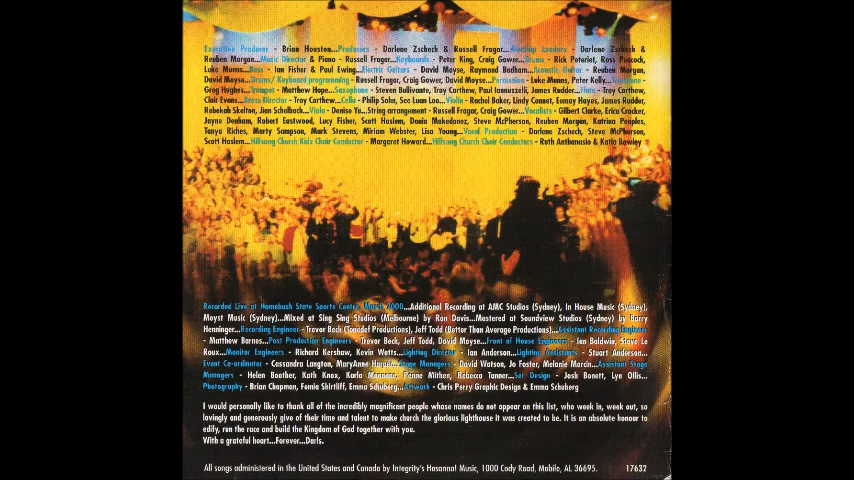 Executive Producer - Brian Houston...Producers - Darlene Zschech & Russell Fragar...Worship Leaders - Darlene Zschech &
Reuben Morgan...Music Director & Piano - Russell Fragar...Keyboards - Peter King, Craig Gower...Drums - Rick Peteriet, Ross Pocock,
Luke Munns...Bass - Ian Fisher & Paul Ewing...Electric Guitars - David Moyse, Raymond Badham...Acoustic Guitar - Reuben Morgan,
David Moyse...Drums/ Keyboard programming - Russell Fragar, Craig Gower, David Moyse...Percussion - Luke Munns, Peter Kelly...
Greg Hughes...Trumpet - Matthew Hope...Saxophone - Steven Bullivante, Troy Carthew, Paul Iannuzzelli, James Rudder...Flute - Troy Carthew,
Clair Evans...Brass Director - Troy Carthew...Cello - Philip Sohn, See Luan Loo...Violin - Rachel Baker, Lindy Connet, Esmay Hayes, James Rudder,
Rebekah Skelton, Jian Schelbach...Viola - Denise Yu...String arrangement - Russell Fragar, Craig Gower...Vocalists - Gilbert Clarke, Erica Crocker,
Jayne Denham, Robert Eastwood, Lucy Fisher, Scott Haslem, Donia Makedonez, Steve McPherson, Reuben Morgan, Katrina Peoples,
Tanya Riches, Marty Sampson, Mark Stevens, Miriam Webster, Lisa Young...Vocal Production - Darlene Zschech, Steve McPherson,
Scott Haslem...Hillsong Church Kidz Choir Conductor - Margaret Howard...Hillsong Church Choir Conductors - Ruth Anthanasio & Katia Bowley
Recorded Live at Homebush State Sports Centre, March 2000...Additional Recording at AMC Studios (Sydney), In House Music (Sydney),
Moyst Music (Sydney)...Mixed at Sing Sing Studios (Melbourne) by Ron Davis...Mastered at Soundview Studios (Sydney) by Barry
Henninger...Recording Engineer - Trevor Beck (Tonedef Productions), Jeff Todd (Better Than Average Productions)...Assistant Recording Engineer
- Matthew Barnes...Post Production Engineers - Trevor Beck, Jeff Todd, David Moyse...Front of House Engineers - Ian Baldwin, Steve Le
Roux...Monitor Engineers - Richard Kershaw, Kevin Watts...Lighting Director - Ian Anderson...Lighting Assistants - Stuart Anderson...
Event Co-ordinator - Cassandra Langton, MaryAnne Harper...Stage Managers - David Watson, Jo Foster, Melanie Marcin...Assistant Stage
Managers - Helen Boother, Kath Knox, Karlo Mennane, Renne Mithen, Rebecca Tanner...Set Design - Josh Bonett, Lyn Ollis...
Photography - Brian Chapman, Femia Shirtliff, Emma Schuberg...Artwork - Chris Perry Graphic Design & Emma Schuberg
I would personally like to thank all of the incredibly magnificent people whose names do not appear on this list, who week in, week out, so
lovingly and generously give of their time and talent to make church the glorious lighthouse it was created to be. It is an absolute honour to
edify, run the race and build the Kingdom of God together with you.
With a grateful heart...Forever...Darls.
All songs administered in the United States and Canada by Integrity's Hosanna! Music, 1000 Cody Road, Mobile, AL 36695.
17632